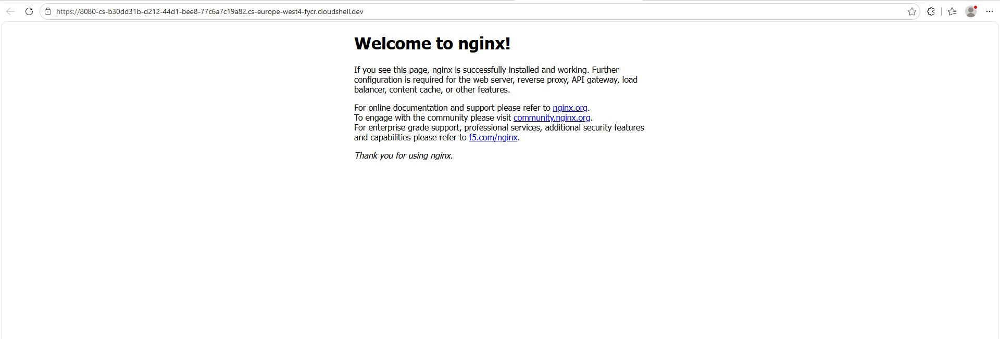 https://8080-cs-b30dd31b-d212-44d1-bee8-77c6a7c19a82.cs-europe-west4-fycr.cloudshell.dev
Welcome to nginx!
If you see this page, nginx is successfully installed and working. Further
configuration is required for the web server, reverse proxy, API gateway, load
balancer, content cache, or other features.
For online documentation and support please refer to nginx.org.
To engage with the community please visit community.nginx.org.
For enterprise grade support, professional services, additional security features
and capabilities please refer to f5.com/nginx.
Thank you for using nginx.